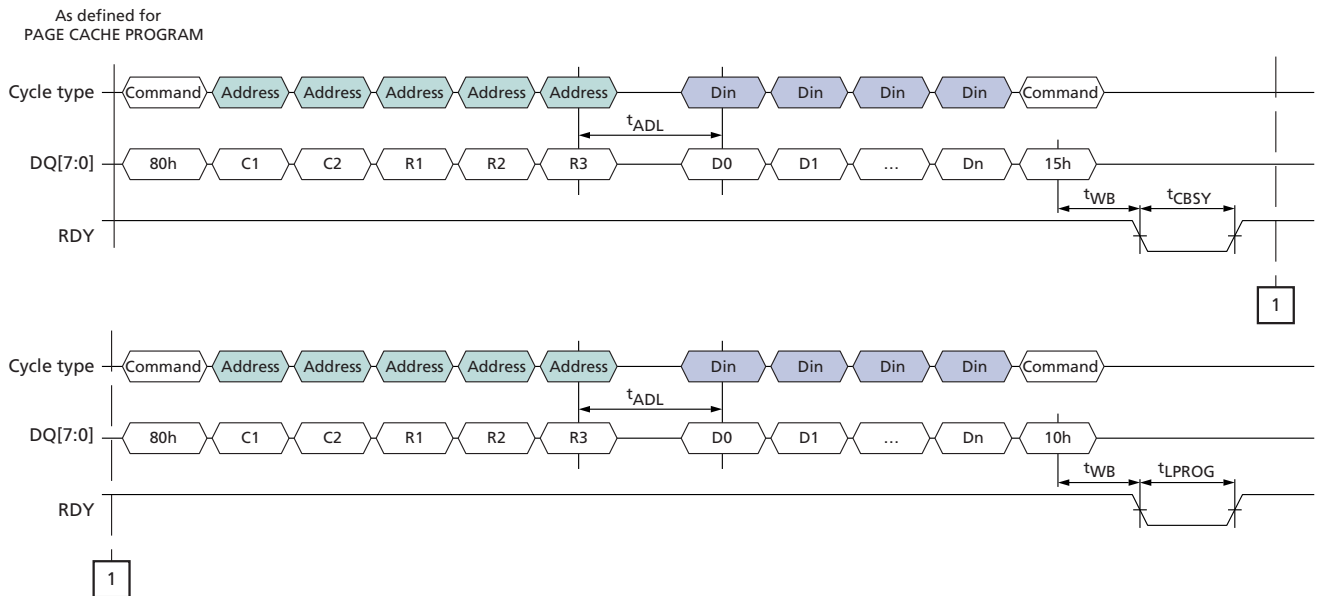 As defined for
PAGE CACHE PROGRAM
Cycle type Command Address Address Address Address Address Din Din Din Din Command
tADL
DQ[7:0] 80h C1 C2 R1 R2 R3 D0 D1 … Dn 15h
tWB tCBSY
RDY
1
Cycle type Command Address Address Address Address Address Din Din Din Din Command
tADL
DQ[7:0] 80h C1 C2 R1 R2 R3 D0 D1 … Dn 10h
tWB tLPROG
RDY
1